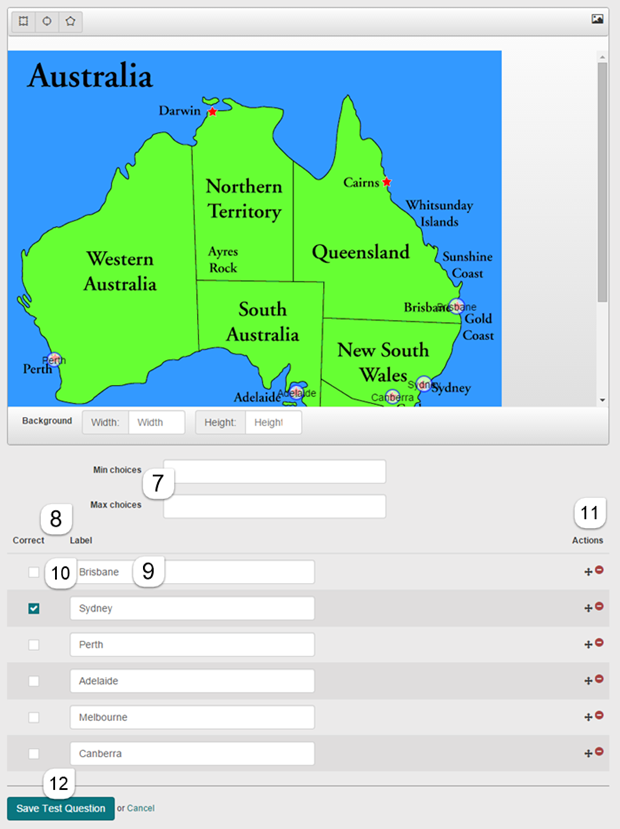 Australia
Darwin
Cairns
Northern
Territory
Whitsunday
Islands
Ayres
Rock
Queensland
Western
Australia
Sunshine
Coast
South
Australia
Brisbane Brisbane
Gold
Coast
New South
Wales
Perth
Perth
Sydney Sydney
Adelaide Adelaide
Canberra
Background Width: Width Height: Height
Min choices
7
Max choices
8 11
Correct Label Actions
10 Brisbane 9
Sydney
Perth
Adelaide
Melbourne
Canberra
12
Save Test Question or Cancel